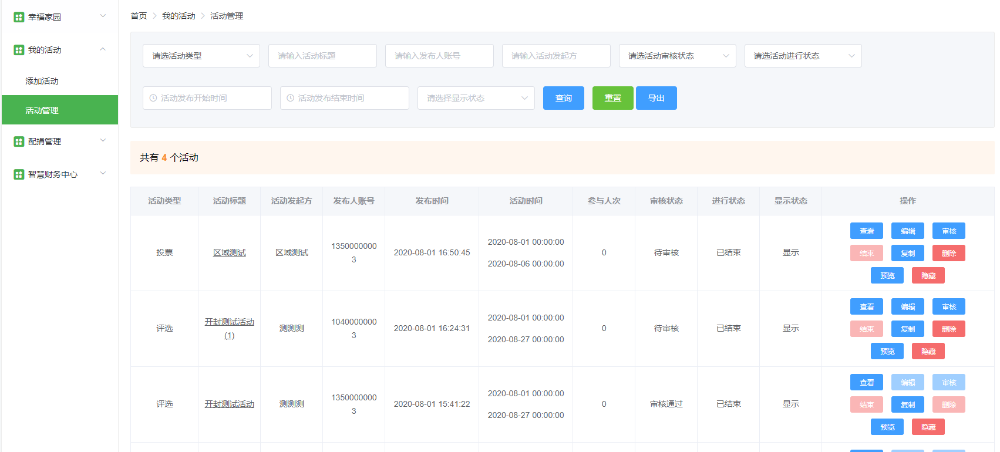 幸福家园
我的活动
添加活动
活动管理
配捐管理
智慧财务中心
首页 > 我的活动 > 活动管理
请选活动类型 请输入活动标题 请输入发布人账号 请输入活动发起方 请选活动审核状态 请选活动进行状态
活动发布开始时间 活动发布结束时间 请选择显示状态 查询 重置 导出
共有 4 个活动
活动类型 活动标题 活动发起方 发布人账号 发布时间 活动时间 参与人次 审核状态 进行状态 显示状态 操作
投票 区域测试 区域测试 1350000000
3 2020-08-01 16:50:45 2020-08-01 00:00:00
2020-08-06 00:00:00 0 待审核 已结束 显示
查看 编辑 审核
结束 复制 删除
预览 隐藏
评选 开封测试活动
(1) 测测测 1040000000
3 2020-08-01 16:24:31 2020-08-01 00:00:00
2020-08-27 00:00:00 0 待审核 已结束 显示
查看 编辑 审核
结束 复制 删除
预览 隐藏
评选 开封测试活动 测测测 1350000000
3 2020-08-01 15:41:22 2020-08-01 00:00:00
2020-08-27 00:00:00 0 审核通过 已结束 显示
查看 编辑 审核
结束 复制 删除
预览 隐藏